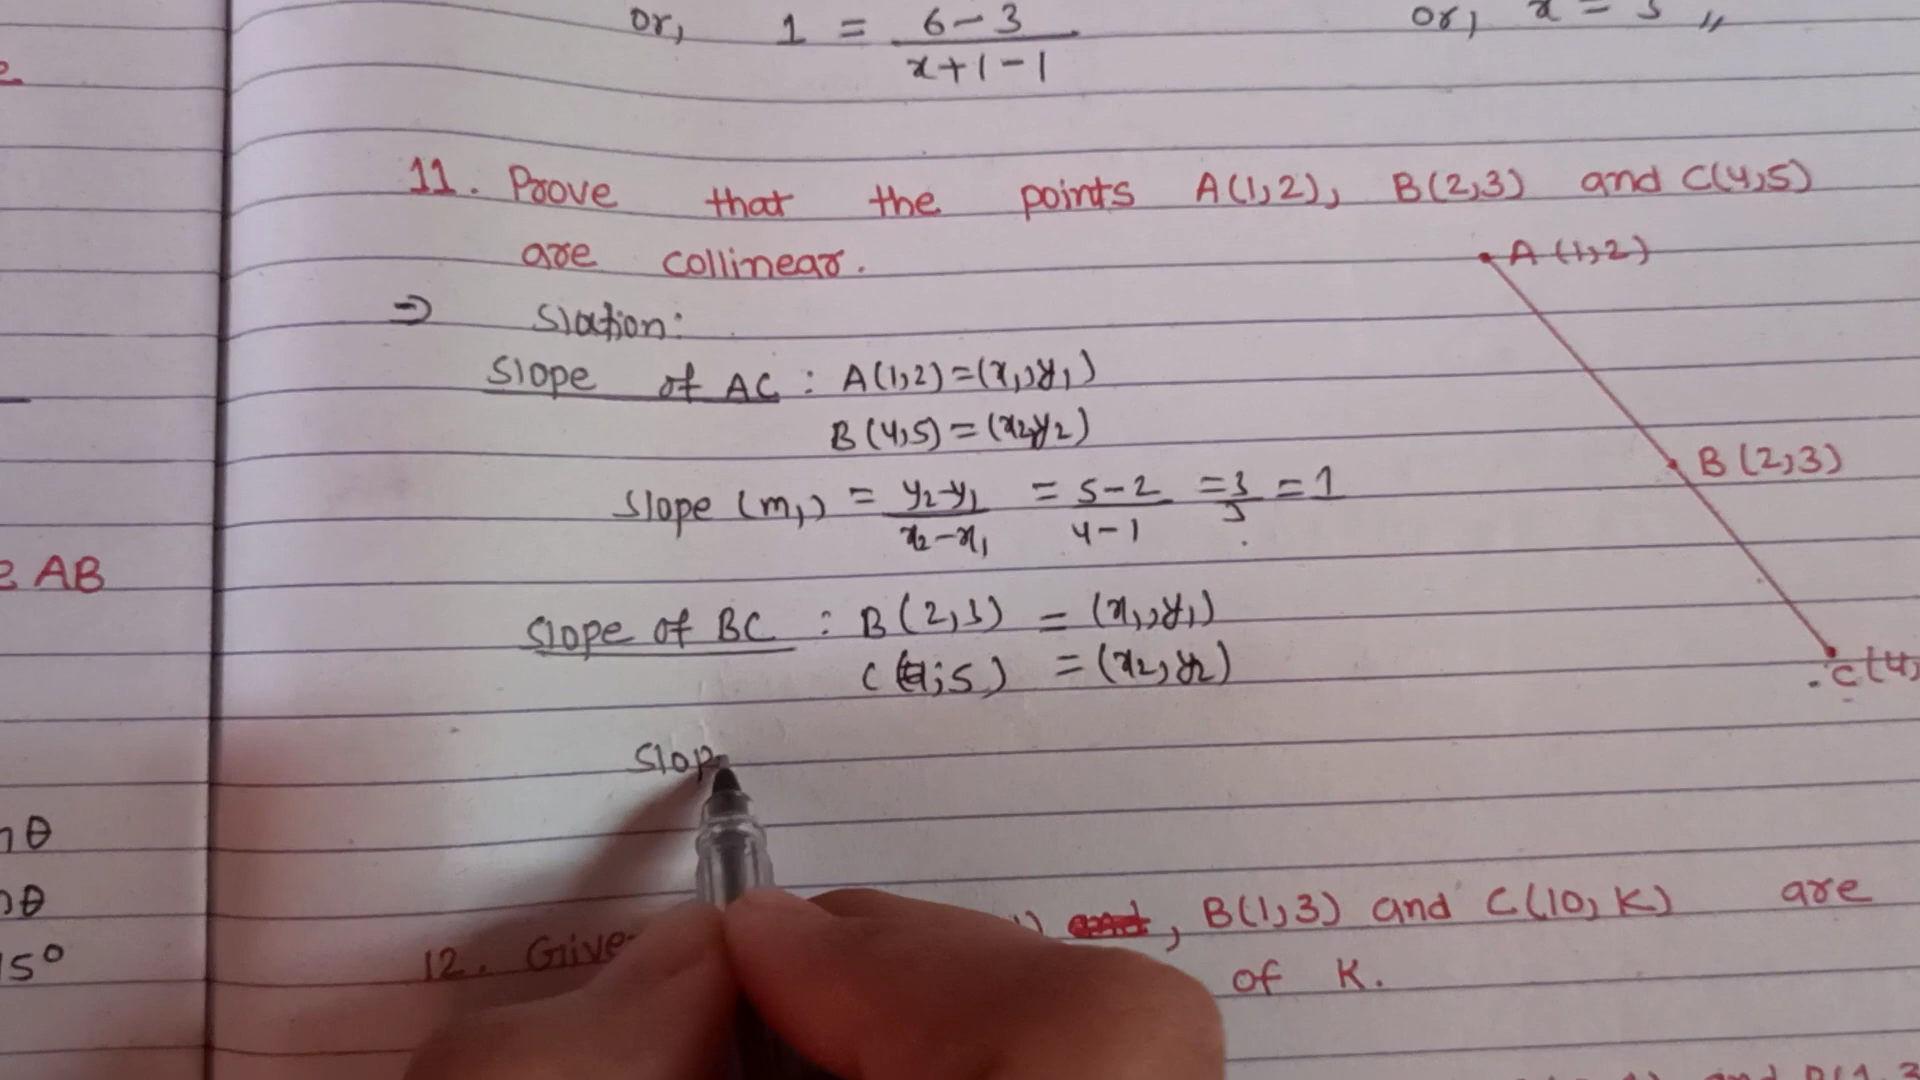 or, 1 = 6-3 / x+1-1
or, x = 3 ,,
11. Prove that the points A(1,2), B(2,3) and C(4,5)
are collinear.
A (1,2)
⇒ Slation:
Slope of AC : A(1,2)=(x1,y1)
B(4,5)=(x2,y2)
B(2,3)
Slope (m1) = y2-y1 / x2-x1 = 5-2 / 4-1 = 3/3 = 1
AB
Slope of BC : B(2,3) = (x1,y1)
C(4,5) = (x2,y2)
C(4,
Slop
θ
θ
5°
12. Give , B(1,3) and C(10,K) are
of K.